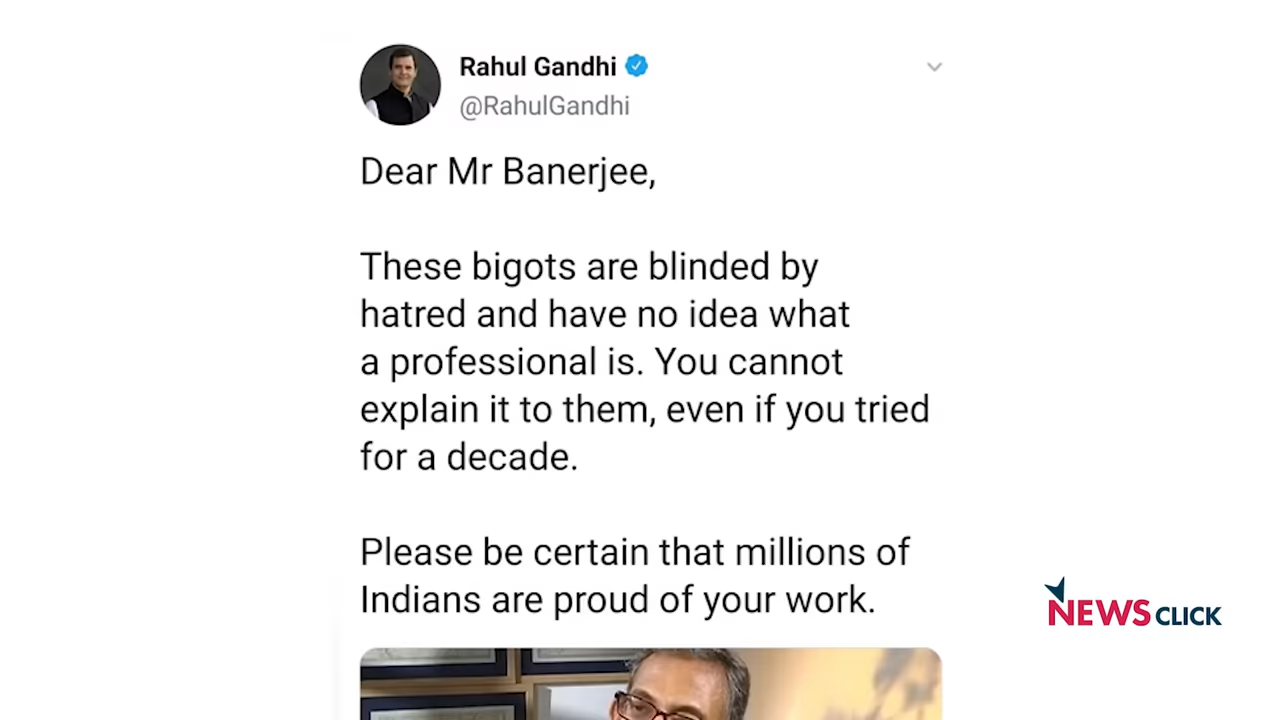 Rahul Gandhi
@RahulGandhi
Dear Mr Banerjee,
These bigots are blinded by
hatred and have no idea what
a professional is. You cannot
explain it to them, even if you tried
for a decade.
Please be certain that millions of
Indians are proud of your work.
NEWSCLICK